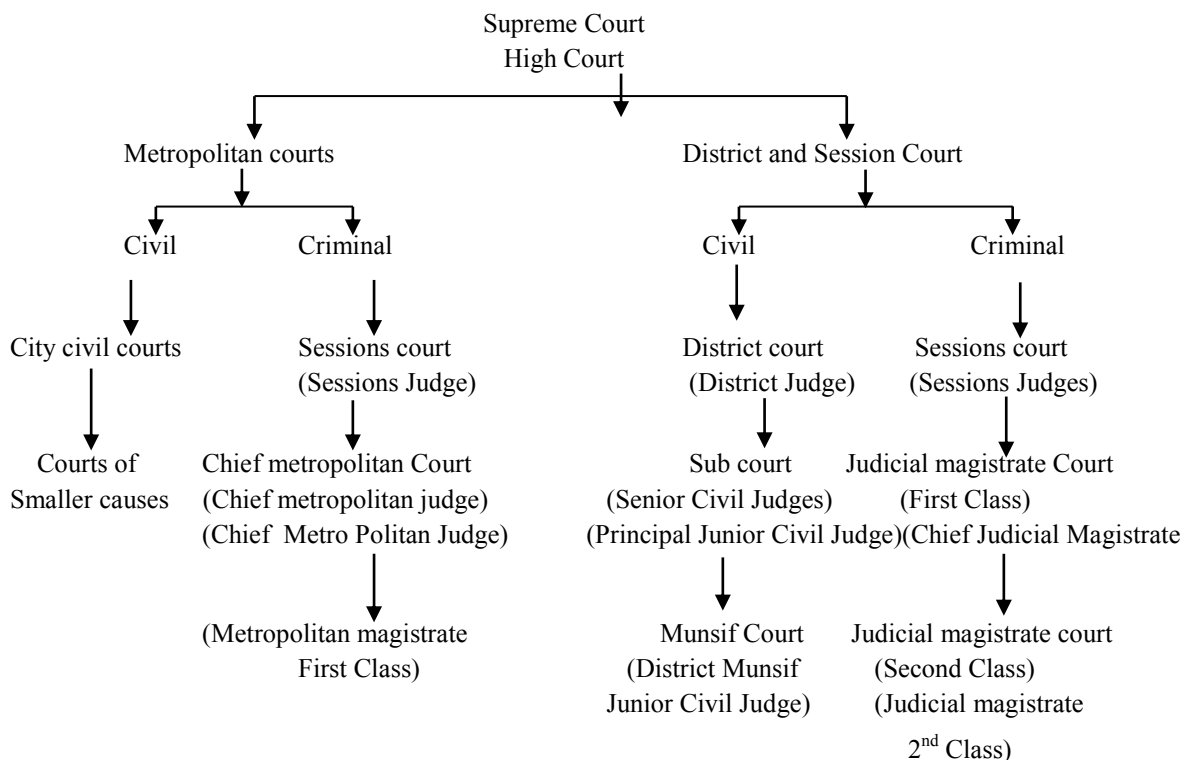 Supreme Court
High Court
Metropolitan courts
District and Session Court
Civil
Criminal
Civil
Criminal
City civil courts
Sessions court
(Sessions Judge)
District court
(District Judge)
Sessions court
(Sessions Judges)
Courts of
Smaller causes
Chief metropolitan Court
(Chief metropolitan judge)
(Chief Metro Politan Judge)
Sub court
(Senior Civil Judges)
(Principal Junior Civil Judge)
Judicial magistrate Court
(First Class)
(Chief Judicial Magistrate
(Metropolitan magistrate
First Class)
Munsif Court
(District Munsif
Junior Civil Judge)
Judicial magistrate court
(Second Class)
(Judicial magistrate
2nd Class)